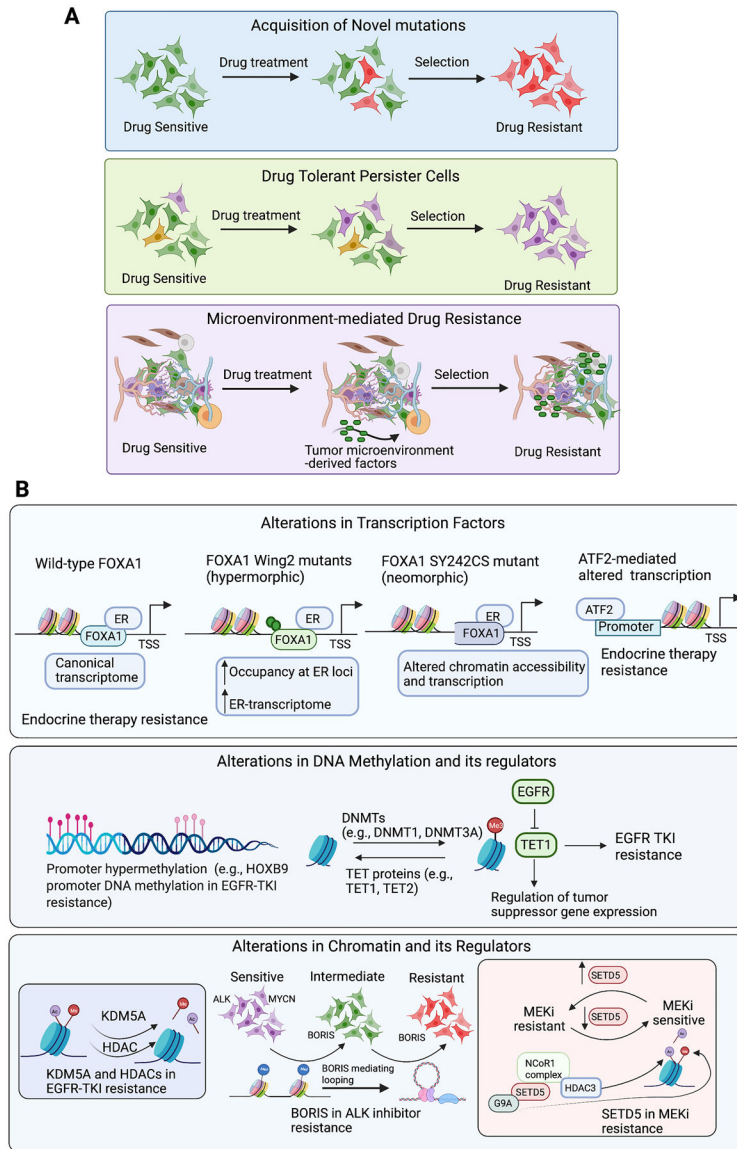 A
Acquisition of Novel mutations
Drug treatment
Selection
Drug Sensitive
Drug Resistant
Drug Tolerant Persister Cells
Drug treatment
Selection
Drug Sensitive
Drug Resistant
Microenvironment-mediated Drug Resistance
Drug treatment
Selection
Drug Sensitive
Tumor microenvironment
-derived factors
Drug Resistant
B
Alterations in Transcription Factors
Wild-type FOXA1
ER
FOXA1
TSS
Canonical
transcriptome
Endocrine therapy resistance
FOXA1 Wing2 mutants
(hypermorphic)
ER
FOXA1
TSS
Occupancy at ER loci
ER-transcriptome
FOXA1 SY242CS mutant
(neomorphic)
ER
FOXA1
TSS
Altered chromatin accessibility
and transcription
ATF2-mediated
altered transcription
ATF2
Promoter
TSS
Endocrine therapy
resistance
Alterations in DNA Methylation and its regulators
Promoter hypermethylation (e.g., HOXB9
promoter DNA methylation in EGFR-TKI
resistance)
DNMTs
(e.g., DNMT1, DNMT3A)
TET proteins (e.g.,
TET1, TET2)
Me3
EGFR
TET1
EGFR TKI
resistance
Regulation of tumor
suppressor gene expression
Alterations in Chromatin and its Regulators
Ac
Me
KDM5A
HDAC
Me
Ac
KDM5A and HDACs in
EGFR-TKI resistance
Sensitive
Intermediate
Resistant
ALK
MYCN
BORIS
BORIS
BORIS mediating
looping
BORIS in ALK inhibitor
resistance
SETD5
MEKi
resistant
SETD5
MEKi
sensitive
NCoR1
complex
SETD5
HDAC3
G9A
Ac
Ac
Me
SETD5 in MEKi
resistance